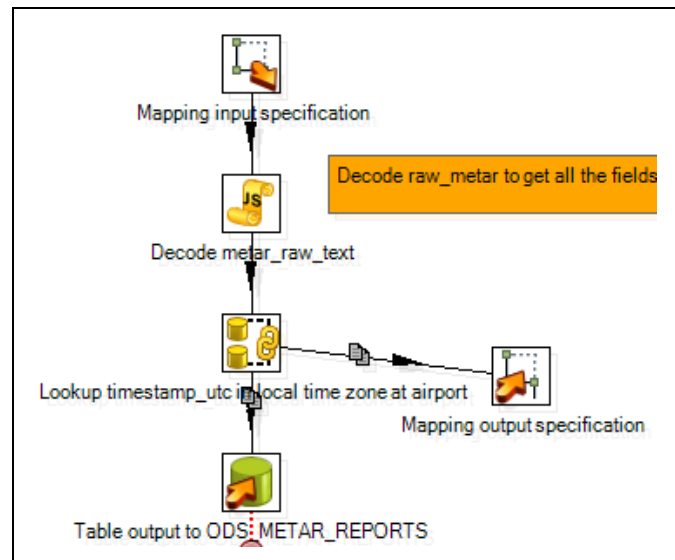 Mapping input specification
Decode raw_metar to get all the fields
JS
Decode metar_raw_text
Lookup timestamp_utc in local time zone at airport
Mapping output specification
Table output to ODS_METAR_REPORTS